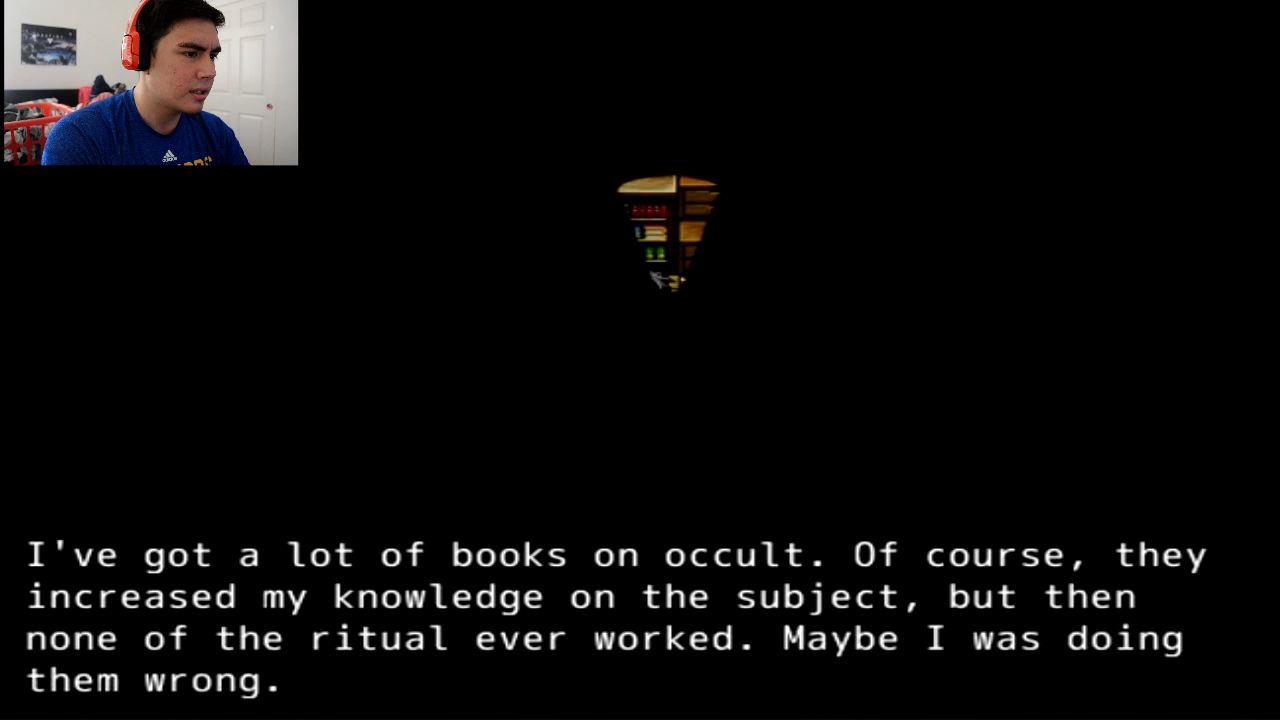 adidas
I've got a lot of books on occult. Of course, they
increased my knowledge on the subject, but then
none of the ritual ever worked. Maybe I was doing
them wrong.